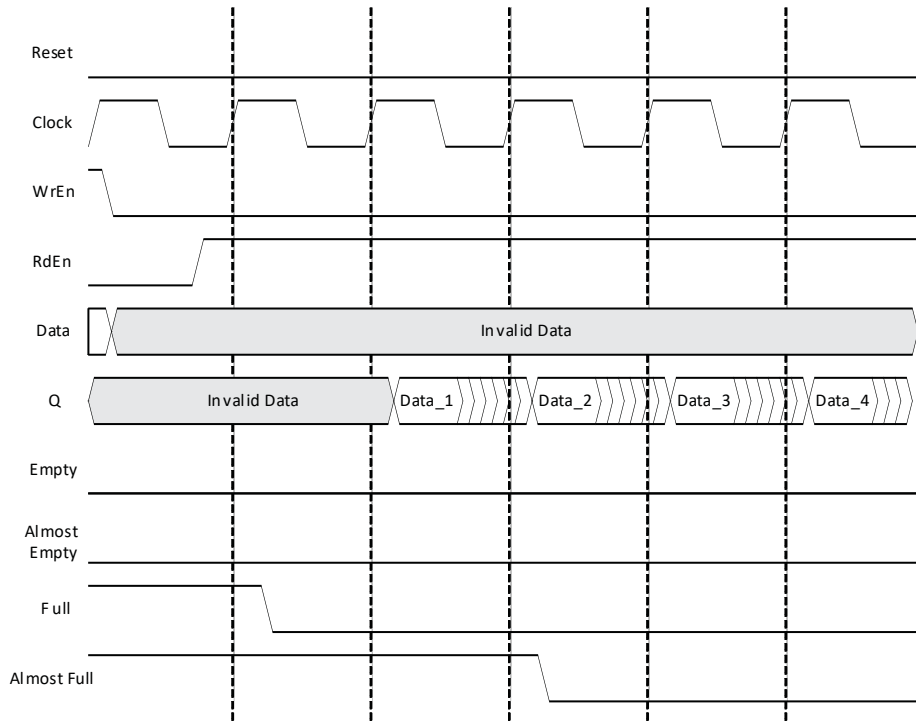 Reset
Clock
WrEn
RdEn
Data
Invalid Data
Q
Invalid Data
Data_1
Data_2
Data_3
Data_4
Empty
Almost
Empty
Full
Almost Full